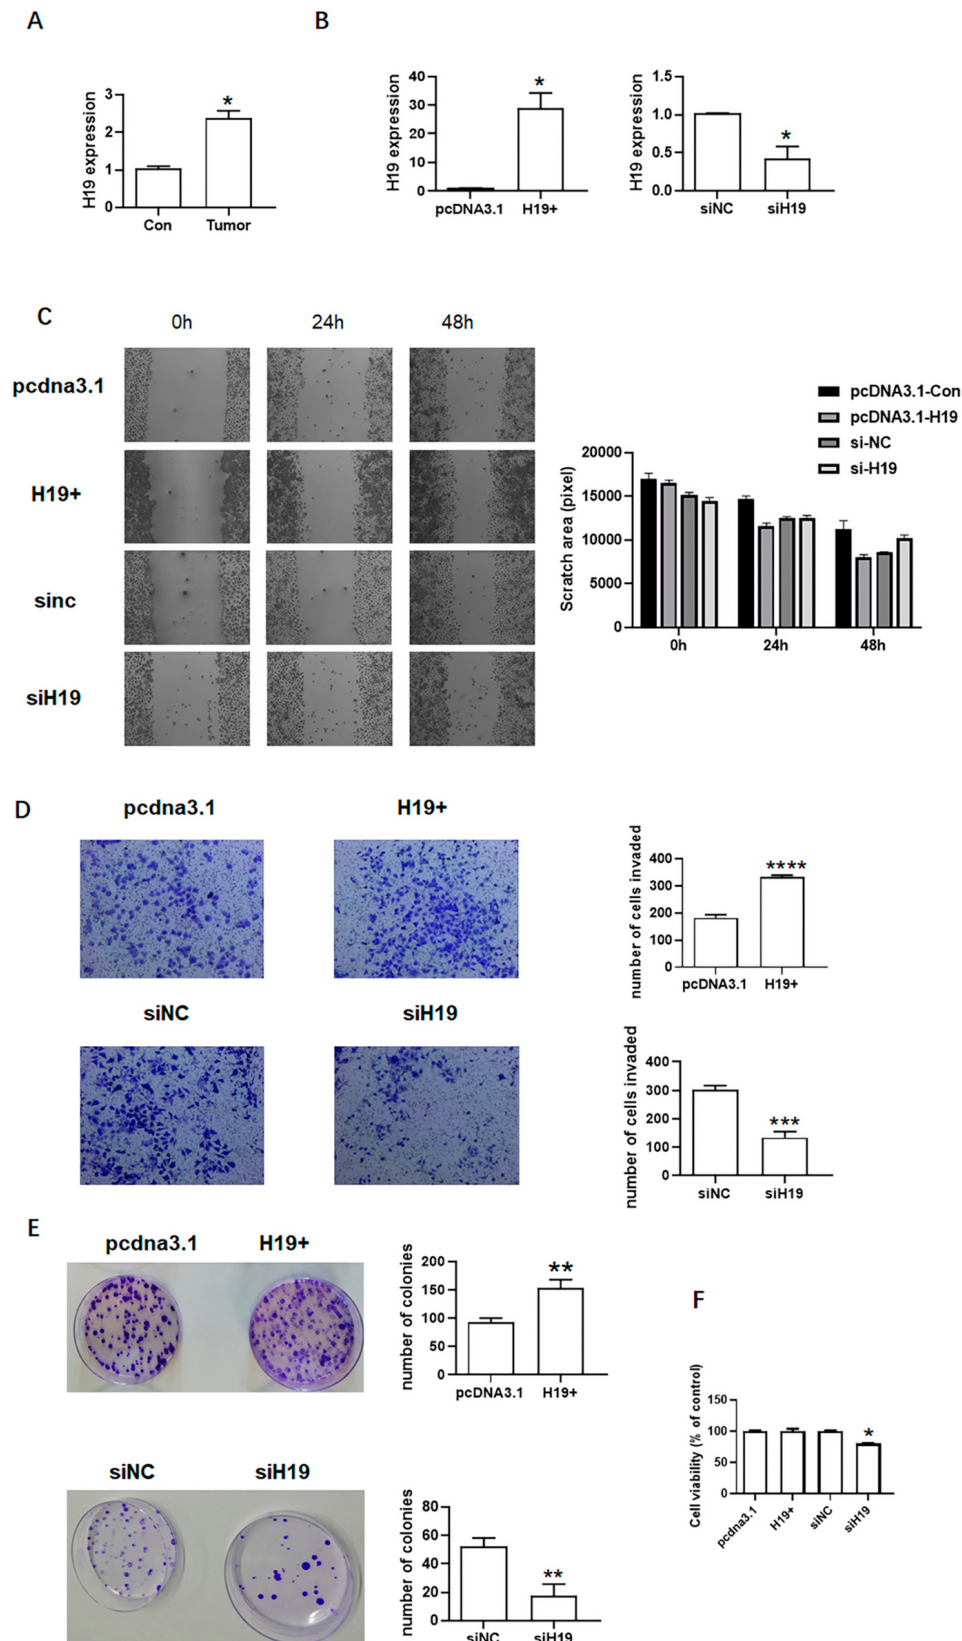 A
B
H19 expression
3
2
1
0
*
Con
Tumor
H19 expression
40
30
20
10
0
*
pcDNA3.1
H19+
H19 expression
1.5
1.0
0.5
0.0
*
siNC
siH19
C
0h
24h
48h
pcdna3.1
H19+
sinc
siH19
pcDNA3.1-Con
pcDNA3.1-H19
si-NC
si-H19
Scratch area (pixel)
20000
15000
10000
5000
0
0h
24h
48h
D
pcdna3.1
H19+
siNC
siH19
number of cells invaded
400
300
200
100
0
****
pcDNA3.1
H19+
number of cells invaded
400
300
200
100
0
***
siNC
siH19
E
pcdna3.1
H19+
number of colonies
200
150
100
50
0
**
pcDNA3.1
H19+
siNC
siH19
number of colonies
80
60
40
20
0
**
siNC
siH19
F
Cell viability (% of control)
150
100
50
0
*
pcdna3.1
H19+
siNC
siH19